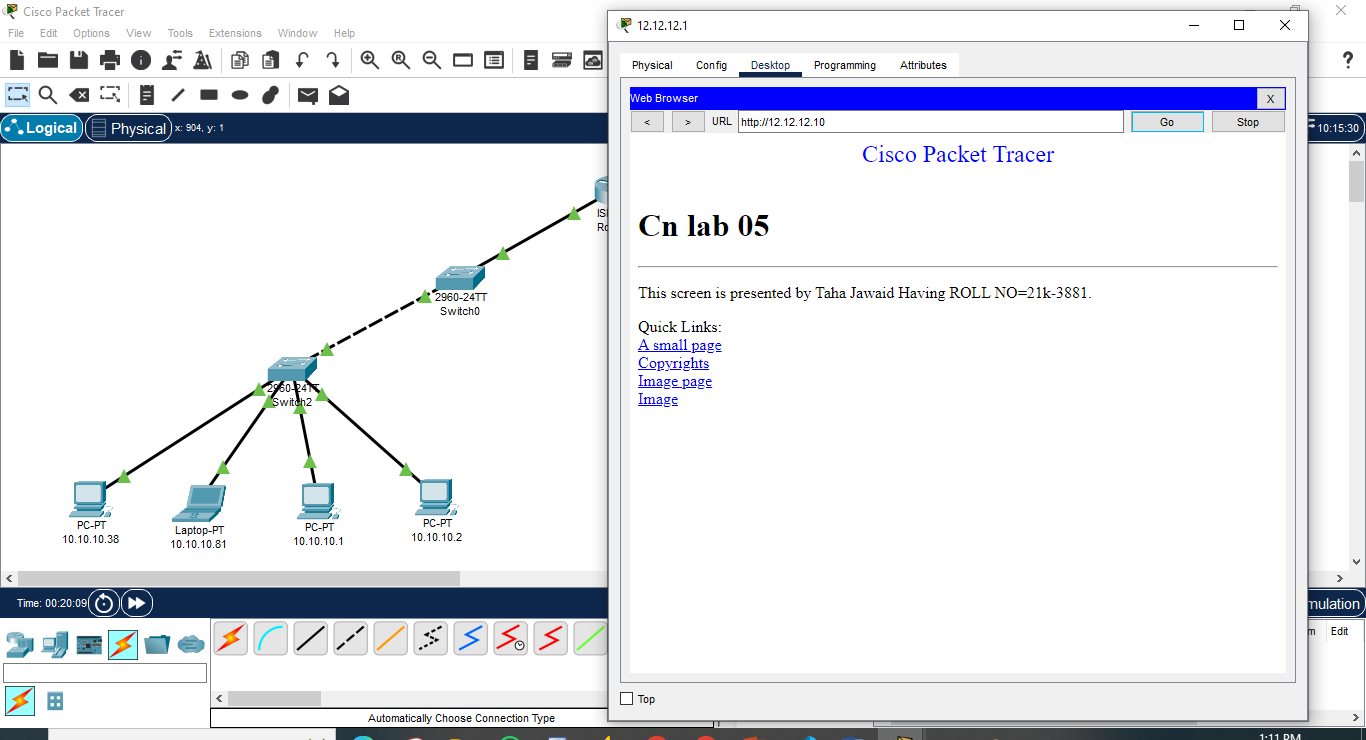 Cisco Packet Tracer
File Edit Options View Tools Extensions Window Help
Logical Physical x: 904, y: 1
10:15:30
2960-24TT
Switch0
2960-24TT
Switch2
PC-PT
10.10.10.38
Laptop-PT
10.10.10.81
PC-PT
10.10.10.1
PC-PT
10.10.10.2
Time: 00:20:09
Automatically Choose Connection Type
12.12.12.1
Physical Config Desktop Programming Attributes
Web Browser X
< > URL http://12.12.12.10 Go Stop
Cisco Packet Tracer
Cn lab 05
This screen is presented by Taha Jawaid Having ROLL NO=21k-3881.
Quick Links:
A small page
Copyrights
Image page
Image
Top
mulation
Edit
1:11 PM